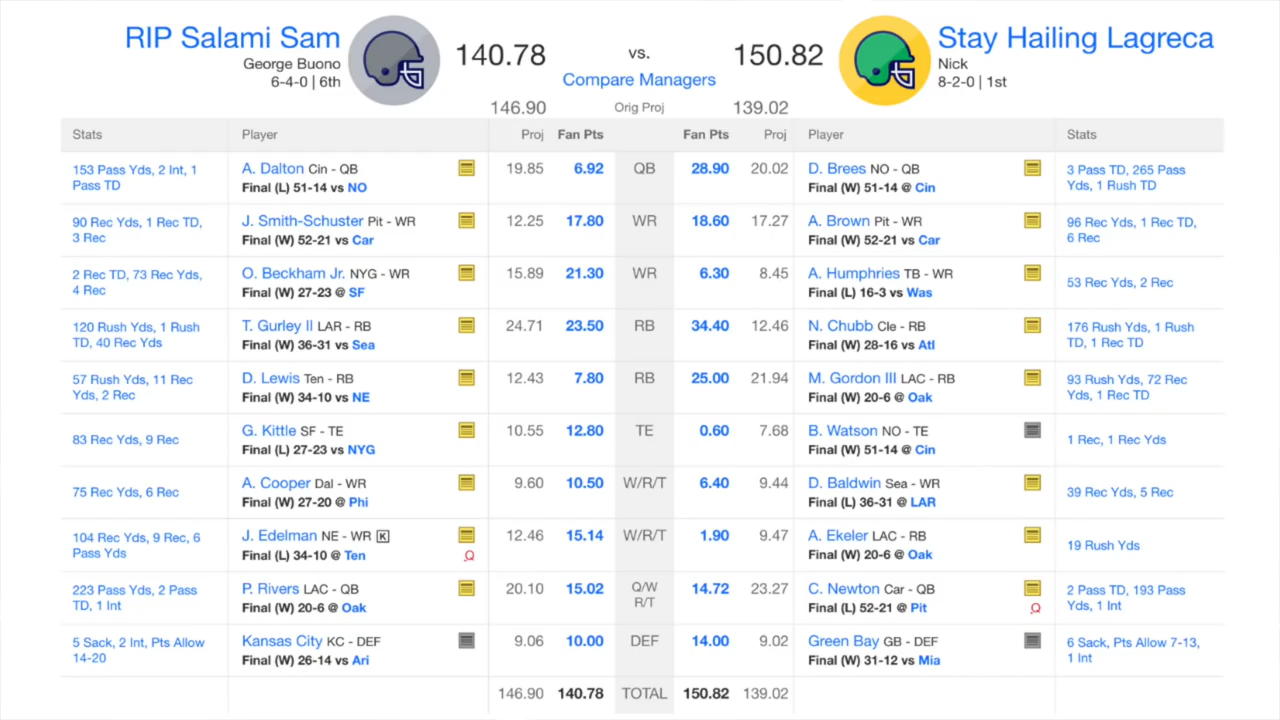 RIP Salami Sam
George Buono
6-4-0 | 6th
140.78 vs. 150.82
Compare Managers
Stay Hailing Lagreca
Nick
8-2-0 | 1st
146.90 Orig Proj 139.02
Stats Player Proj Fan Pts Fan Pts Proj Player Stats
153 Pass Yds, 2 Int, 1 Pass TD A. Dalton Cin - QB 19.85 6.92 QB 28.90 20.02 D. Brees NO - QB 3 Pass TD, 265 Pass Yds, 1 Rush TD
Final (L) 51-14 vs NO Final (W) 51-14 @ Cin
90 Rec Yds, 1 Rec TD, 3 Rec J. Smith-Schuster Pit - WR 12.25 17.80 WR 18.60 17.27 A. Brown Pit - WR 96 Rec Yds, 1 Rec TD, 6 Rec
Final (W) 52-21 vs Car Final (W) 52-21 vs Car
2 Rec TD, 73 Rec Yds, 4 Rec O. Beckham Jr. NYG - WR 15.89 21.30 WR 6.30 8.45 A. Humphries TB - WR 53 Rec Yds, 2 Rec
Final (W) 27-23 @ SF Final (L) 16-3 vs Was
120 Rush Yds, 1 Rush TD, 40 Rec Yds T. Gurley II LAR - RB 24.71 23.50 RB 34.40 12.46 N. Chubb Cle - RB 176 Rush Yds, 1 Rush TD, 1 Rec TD
Final (W) 36-31 vs Sea Final (W) 28-16 vs Atl
57 Rush Yds, 11 Rec Yds, 2 Rec D. Lewis Ten - RB 12.43 7.80 RB 25.00 21.94 M. Gordon III LAC - RB 93 Rush Yds, 72 Rec Yds, 1 Rec TD
Final (W) 34-10 vs NE Final (W) 20-6 @ Oak
83 Rec Yds, 9 Rec G. Kittle SF - TE 10.55 12.80 TE 0.60 7.68 B. Watson NO - TE 1 Rec, 1 Rec Yds
Final (L) 27-23 vs NYG Final (W) 51-14 @ Cin
75 Rec Yds, 6 Rec A. Cooper Dal - WR 9.60 10.50 W/R/T 6.40 9.44 D. Baldwin Sea - WR 39 Rec Yds, 5 Rec
Final (W) 27-20 @ Phi Final (L) 36-31 @ LAR
104 Rec Yds, 9 Rec, 6 Pass Yds J. Edelman NE - WR K 12.46 15.14 W/R/T 1.90 9.47 A. Ekeler LAC - RB 19 Rush Yds
Final (L) 34-10 @ Ten Q Final (W) 20-6 @ Oak
223 Pass Yds, 2 Pass TD, 1 Int P. Rivers LAC - QB 20.10 15.02 Q/W R/T 14.72 23.27 C. Newton Car - QB 2 Pass TD, 193 Pass Yds, 1 Int
Final (W) 20-6 @ Oak Final (L) 52-21 @ Pit Q
5 Sack, 2 Int, Pts Allow 14-20 Kansas City KC - DEF 9.06 10.00 DEF 14.00 9.02 Green Bay GB - DEF 6 Sack, Pts Allow 7-13, 1 Int
Final (W) 26-14 vs Ari Final (W) 31-12 vs Mia
146.90 140.78 TOTAL 150.82 139.02